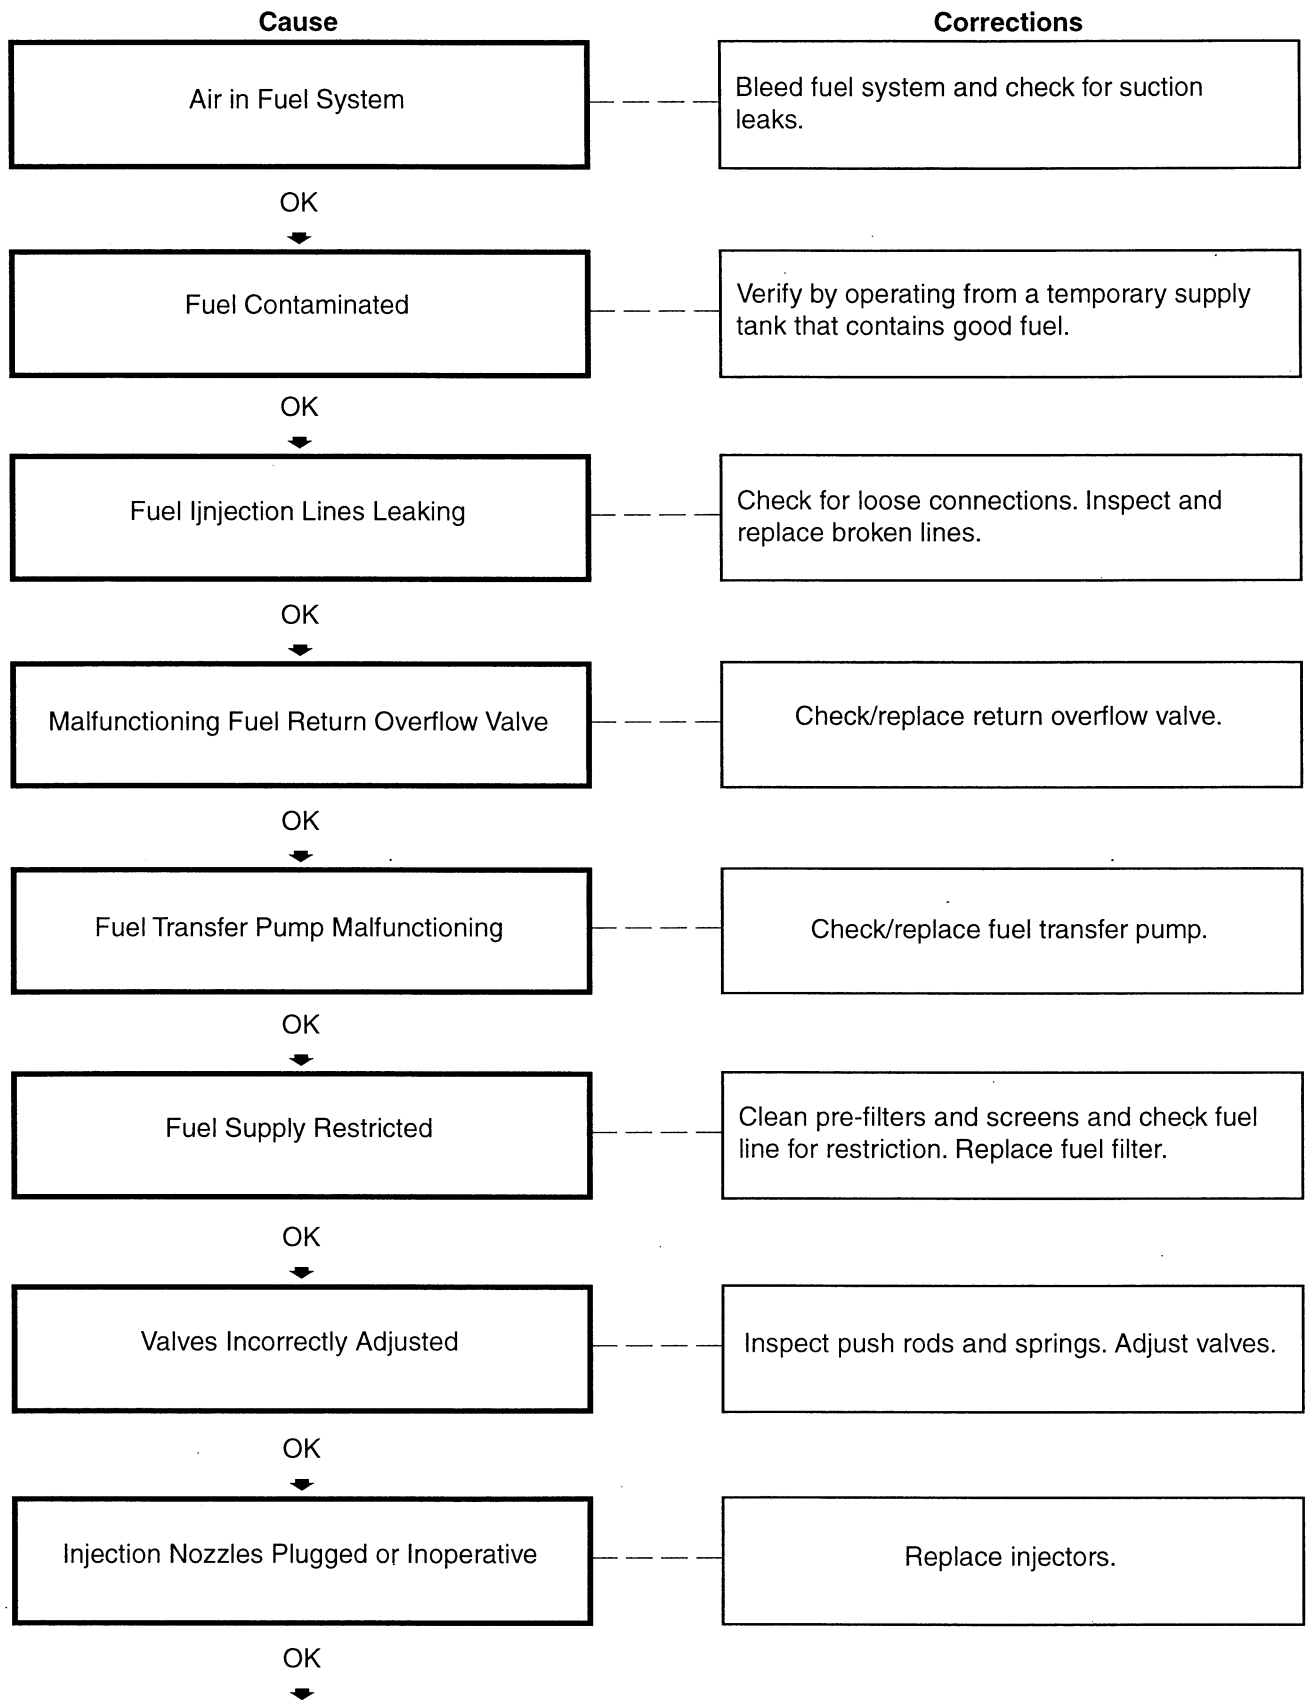 Cause
Corrections
Air in Fuel System
Bleed fuel system and check for suction
leaks.
OK
Fuel Contaminated
Verify by operating from a temporary supply
tank that contains good fuel.
OK
Fuel Ijnjection Lines Leaking
Check for loose connections. Inspect and
replace broken lines.
OK
Malfunctioning Fuel Return Overflow Valve
Check/replace return overflow valve.
OK
Fuel Transfer Pump Malfunctioning
Check/replace fuel transfer pump.
OK
Fuel Supply Restricted
Clean pre-filters and screens and check fuel
line for restriction. Replace fuel filter.
OK
Valves Incorrectly Adjusted
Inspect push rods and springs. Adjust valves.
OK
Injection Nozzles Plugged or Inoperative
Replace injectors.
OK